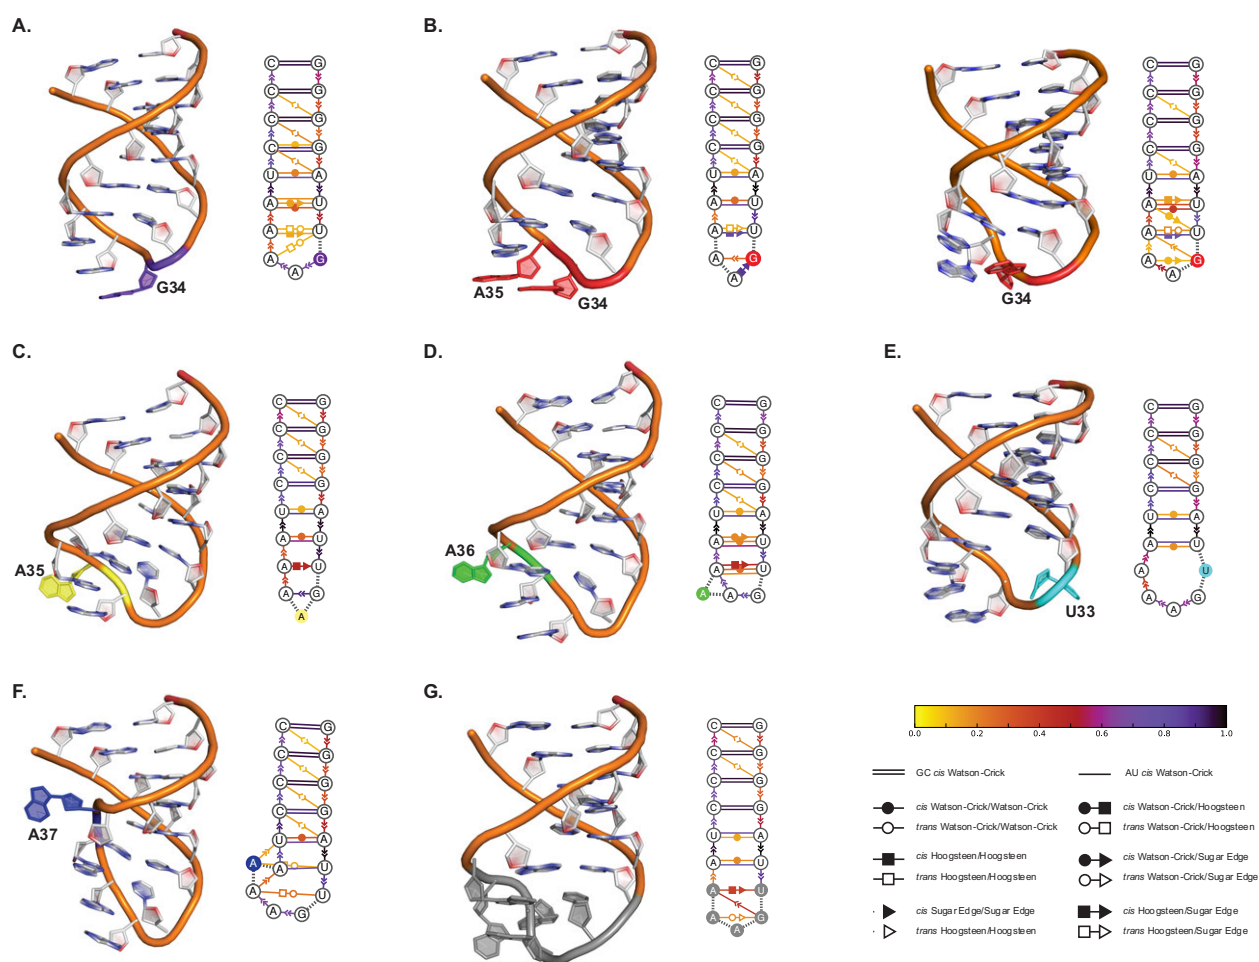 A.
C G
C G
C G
C G
U A
A U
A U
A G
A
G34
B.
C G
C G
C G
C G
U A
A U
A U
A G
A
A35
G34
C G
C G
C G
C G
U A
A U
A U
A G
A
G34
C.
C G
C G
C G
C G
U A
A U
A U
A G
A
A35
D.
C G
C G
C G
C G
U A
A U
A U
A A G
A36
E.
C G
C G
C G
C G
U A
A U
A U
A A G
U33
F.
C G
C G
C G
C G
U A
A A U
A U
A G
A37
G.
C G
C G
C G
C G
U A
A U
A U
A G
A
0.0 0.2 0.4 0.6 0.8 1.0
GC cis Watson-Crick
AU cis Watson-Crick
cis Watson-Crick/Watson-Crick
trans Watson-Crick/Watson-Crick
cis Watson-Crick/Hoogsteen
trans Watson-Crick/Hoogsteen
cis Hoogsteen/Hoogsteen
trans Hoogsteen/Hoogsteen
cis Watson-Crick/Sugar Edge
trans Watson-Crick/Sugar Edge
cis Sugar Edge/Sugar Edge
trans Hoogsteen/Hoogsteen
cis Hoogsteen/Sugar Edge
trans Hoogsteen/Sugar Edge